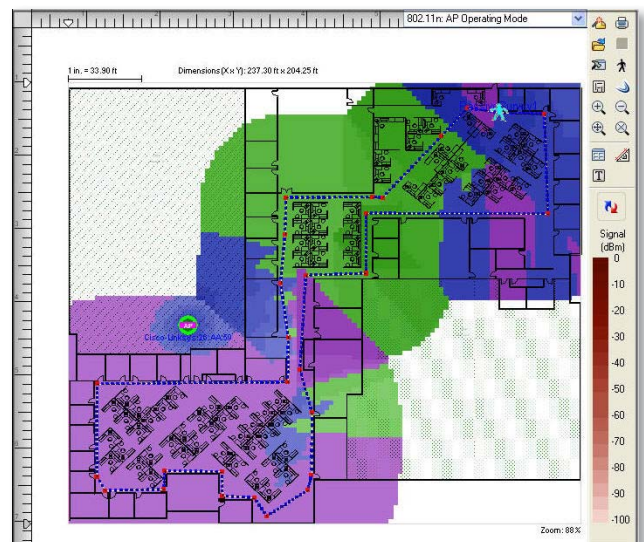 802.11n: AP Operating Mode
1 in. = 33.90 ft
Dimensions (X x Y): 237.30 ft x 204.25 ft
AP
Signal
(dBm)
0
-10
-20
-30
-40
-50
-60
-70
-80
-90
-100
Zoom: 88%